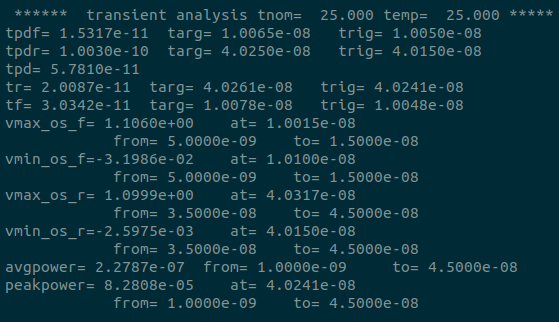 ****** transient analysis tnom= 25.000 temp= 25.000 *****
tpdf= 1.5317e-11 targ= 1.0065e-08 trig= 1.0050e-08
tpdr= 1.0030e-10 targ= 4.0250e-08 trig= 4.0150e-08
tpd= 5.7810e-11
tr= 2.0087e-11 targ= 4.0261e-08 trig= 4.0241e-08
tf= 3.0342e-11 targ= 1.0078e-08 trig= 1.0048e-08
vmax_os_f= 1.1060e+00 at= 1.0015e-08
from= 5.0000e-09 to= 1.5000e-08
vmin_os_f=-3.1986e-02 at= 1.0100e-08
from= 5.0000e-09 to= 1.5000e-08
vmax_os_r= 1.0999e+00 at= 4.0317e-08
from= 3.5000e-08 to= 4.5000e-08
vmin_os_r=-2.5975e-03 at= 4.0150e-08
from= 3.5000e-08 to= 4.5000e-08
avgpower= 2.2787e-07 from= 1.0000e-09 to= 4.5000e-08
peakpower= 8.2808e-05 at= 4.0241e-08
from= 1.0000e-09 to= 4.5000e-08